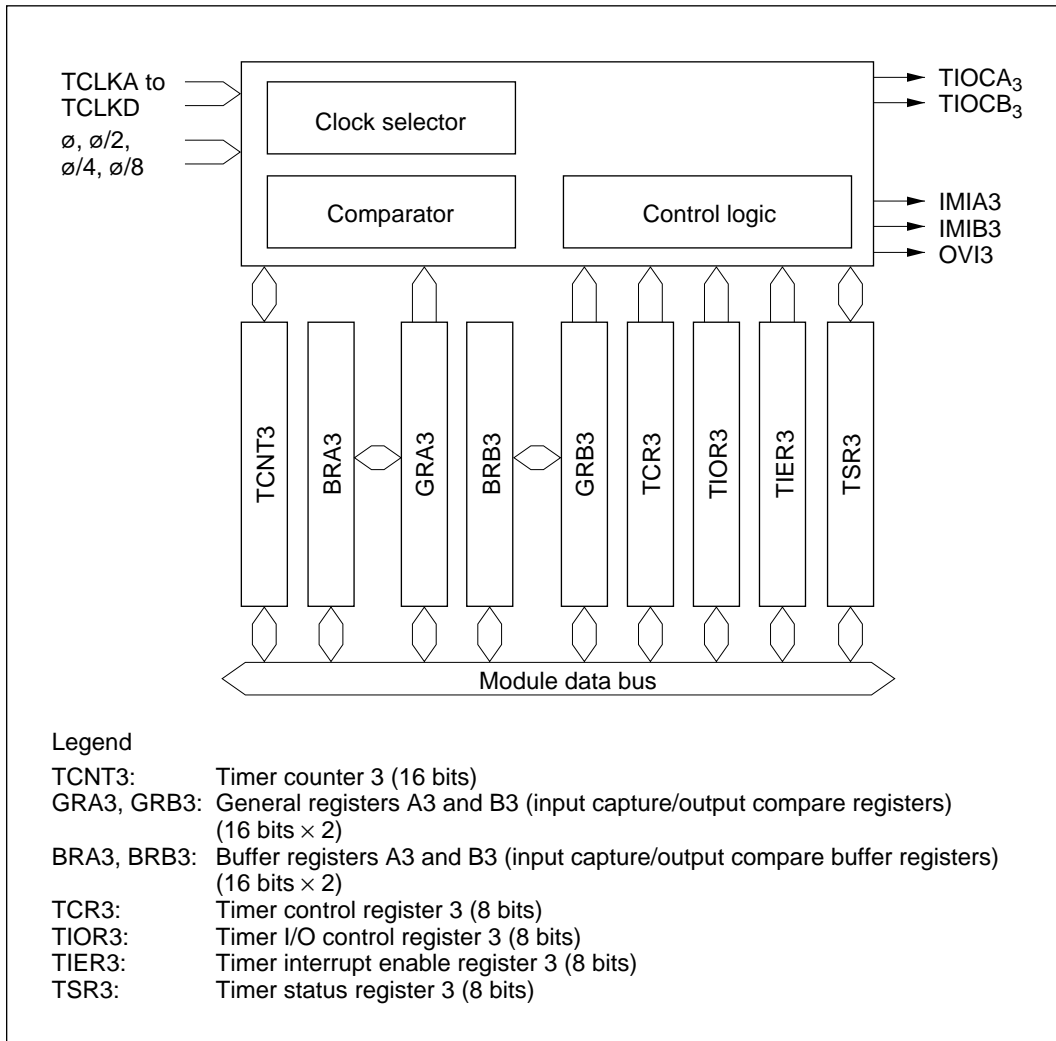 TCLKA to
TCLKD
ø, ø/2,
ø/4, ø/8
Clock selector
Comparator
Control logic
TIOCA3
TIOCB3
IMIA3
IMIB3
OVI3
TCNT3
BRA3
GRA3
BRB3
GRB3
TCR3
TIOR3
TIER3
TSR3
Module data bus
Legend
TCNT3: Timer counter 3 (16 bits)
GRA3, GRB3: General registers A3 and B3 (input capture/output compare registers)
(16 bits × 2)
BRA3, BRB3: Buffer registers A3 and B3 (input capture/output compare buffer registers)
(16 bits × 2)
TCR3: Timer control register 3 (8 bits)
TIOR3: Timer I/O control register 3 (8 bits)
TIER3: Timer interrupt enable register 3 (8 bits)
TSR3: Timer status register 3 (8 bits)